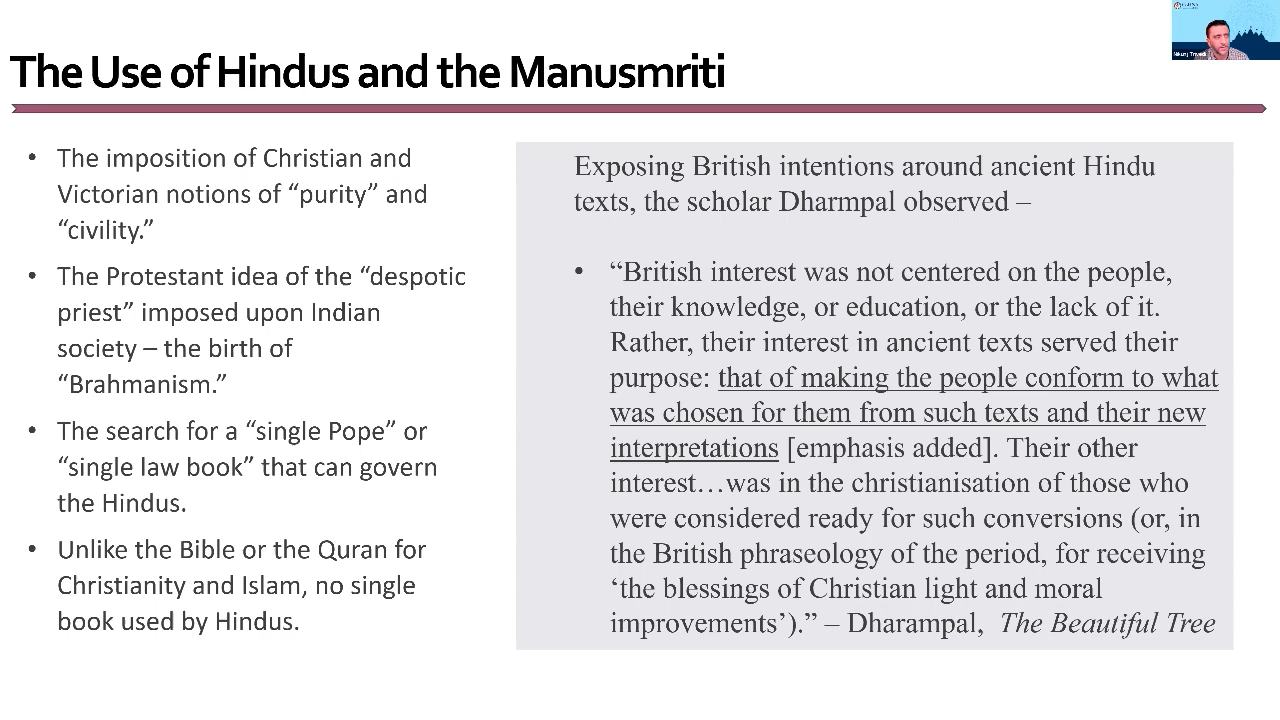 The Use of Hindus and the Manusmriti
• The imposition of Christian and
Victorian notions of “purity” and
“civility.”
• The Protestant idea of the “despotic
priest” imposed upon Indian
society – the birth of
“Brahmanism.”
• The search for a “single Pope” or
“single law book” that can govern
the Hindus.
• Unlike the Bible or the Quran for
Christianity and Islam, no single
book used by Hindus.
Exposing British intentions around ancient Hindu
texts, the scholar Dharmpal observed –
• “British interest was not centered on the people,
their knowledge, or education, or the lack of it.
Rather, their interest in ancient texts served their
purpose: that of making the people conform to what
was chosen for them from such texts and their new
interpretations [emphasis added]. Their other
interest…was in the christianisation of those who
were considered ready for such conversions (or, in
the British phraseology of the period, for receiving
‘the blessings of Christian light and moral
improvements’).” – Dharampal, The Beautiful Tree